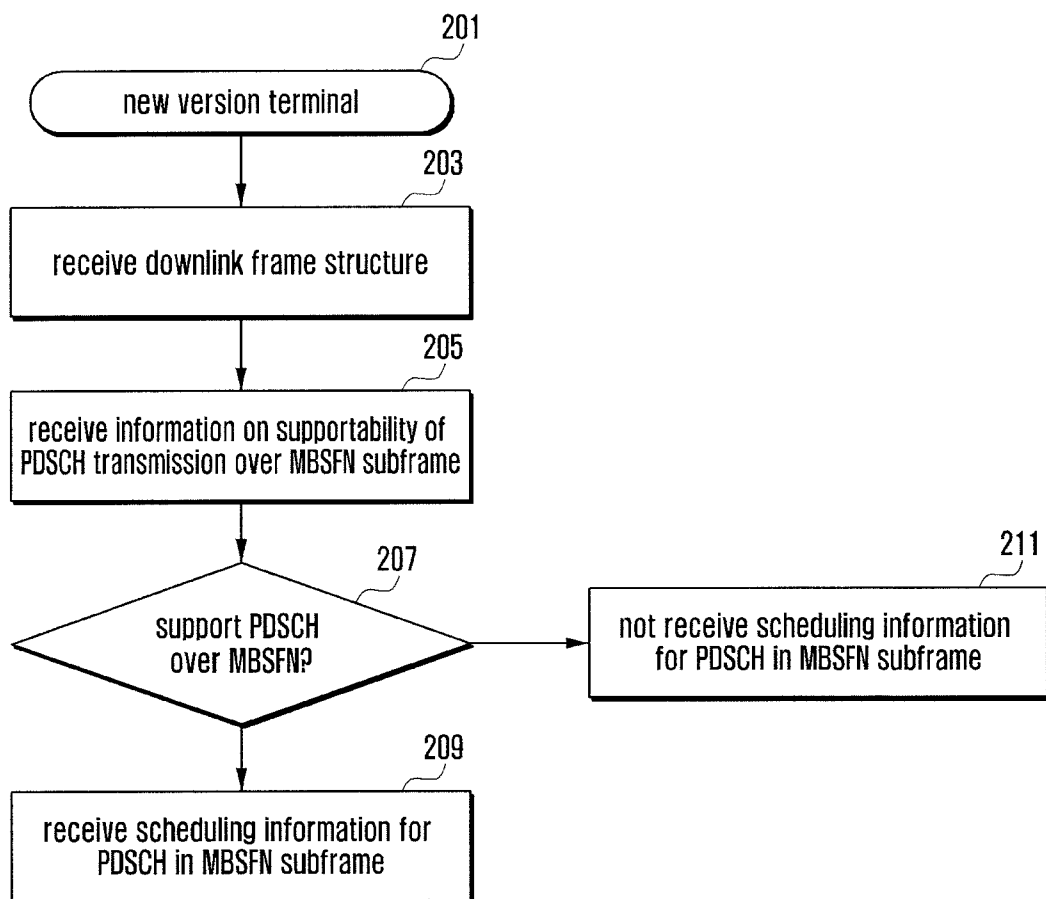 201
new version terminal
203
receive downlink frame structure
205
receive information on supportability of
PDSCH transmission over MBSFN subframe
207
support PDSCH
over MBSFN?
211
not receive scheduling information
for PDSCH in MBSFN subframe
209
receive scheduling information for
PDSCH in MBSFN subframe